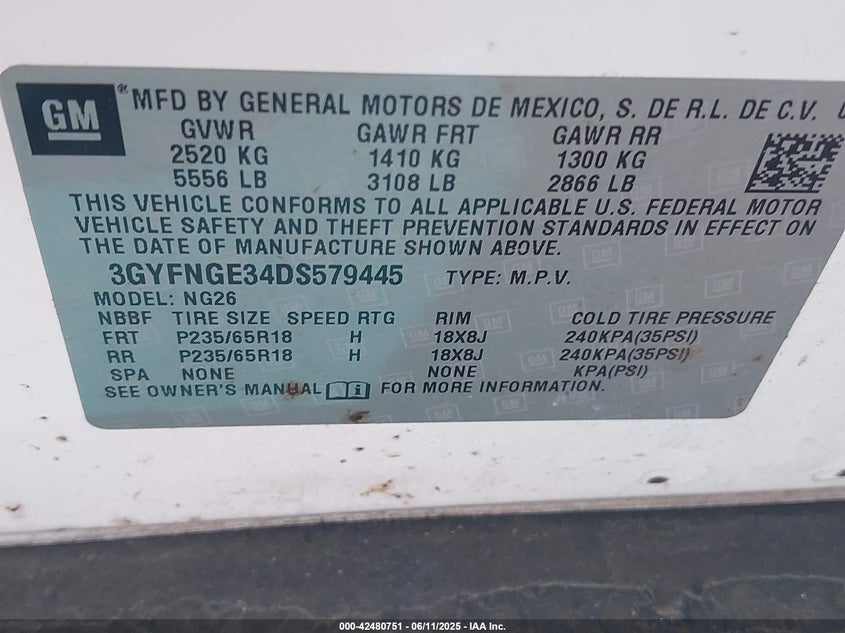 GM ® MFD BY GENERAL MOTORS DE MEXICO, S. DE R.L. DE C.V.
GVWR GAWR FRT GAWR RR
2520 KG 1410 KG 1300 KG
5556 LB 3108 LB 2866 LB
THIS VEHICLE CONFORMS TO ALL APPLICABLE U.S. FEDERAL MOTOR
VEHICLE SAFETY AND THEFT PREVENTION STANDARDS IN EFFECT ON
THE DATE OF MANUFACTURE SHOWN ABOVE.
3GYFNGE34DS579445 TYPE: M.P.V.
MODEL: NG26
NBBF TIRE SIZE SPEED RTG RIM COLD TIRE PRESSURE
FRT P235/65R18 H 18X8J 240KPA(35PSI)
RR P235/65R18 H 18X8J 240KPA(35PSI)
SPA NONE NONE KPA(PSI)
SEE OWNER'S MANUAL FOR MORE INFORMATION.
000-42480751 - 06/11/2025 - IAA Inc.